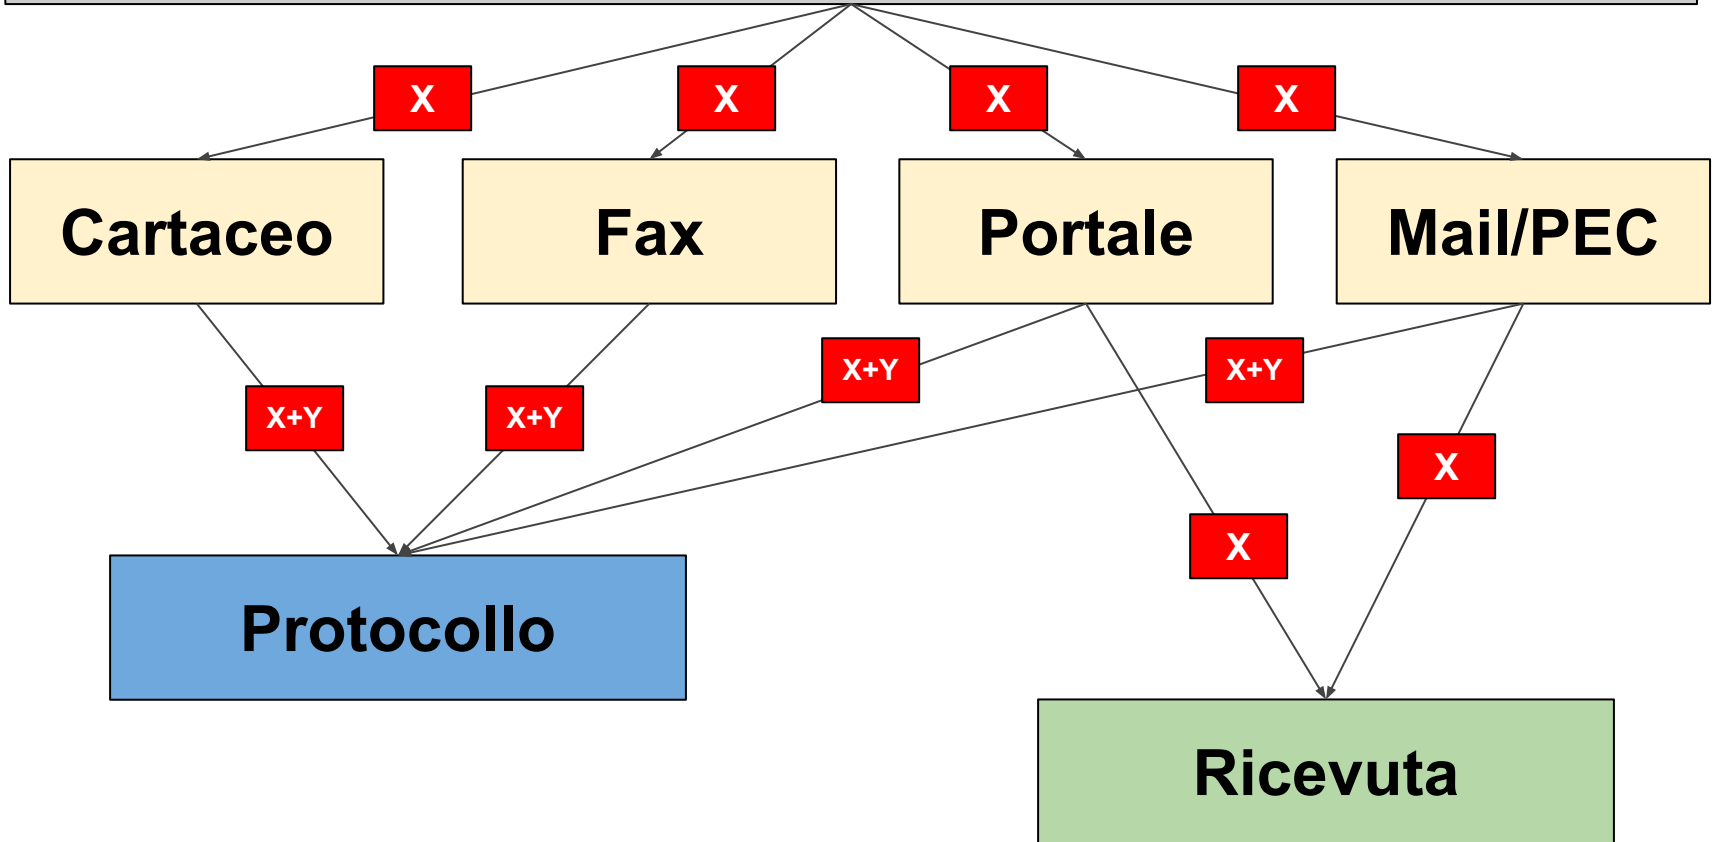 X X X X
Cartaceo Fax Portale Mail/PEC
X+Y X+Y
X+Y X+Y
X
X
Protocollo
Ricevuta